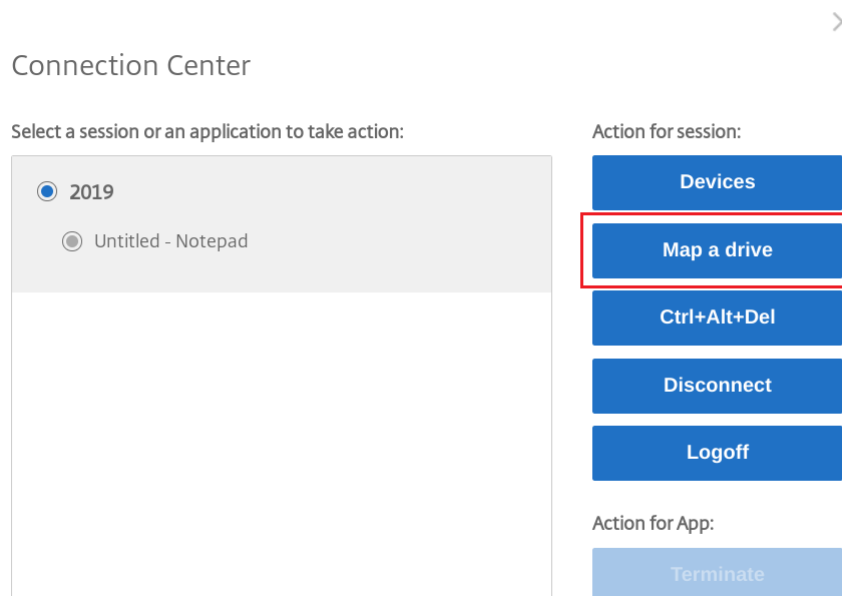 Connection Center
Select a session or an application to take action:
2019
Untitled - Notepad
Action for session:
Devices
Map a drive
Ctrl+Alt+Del
Disconnect
Logoff
Action for App:
Terminate